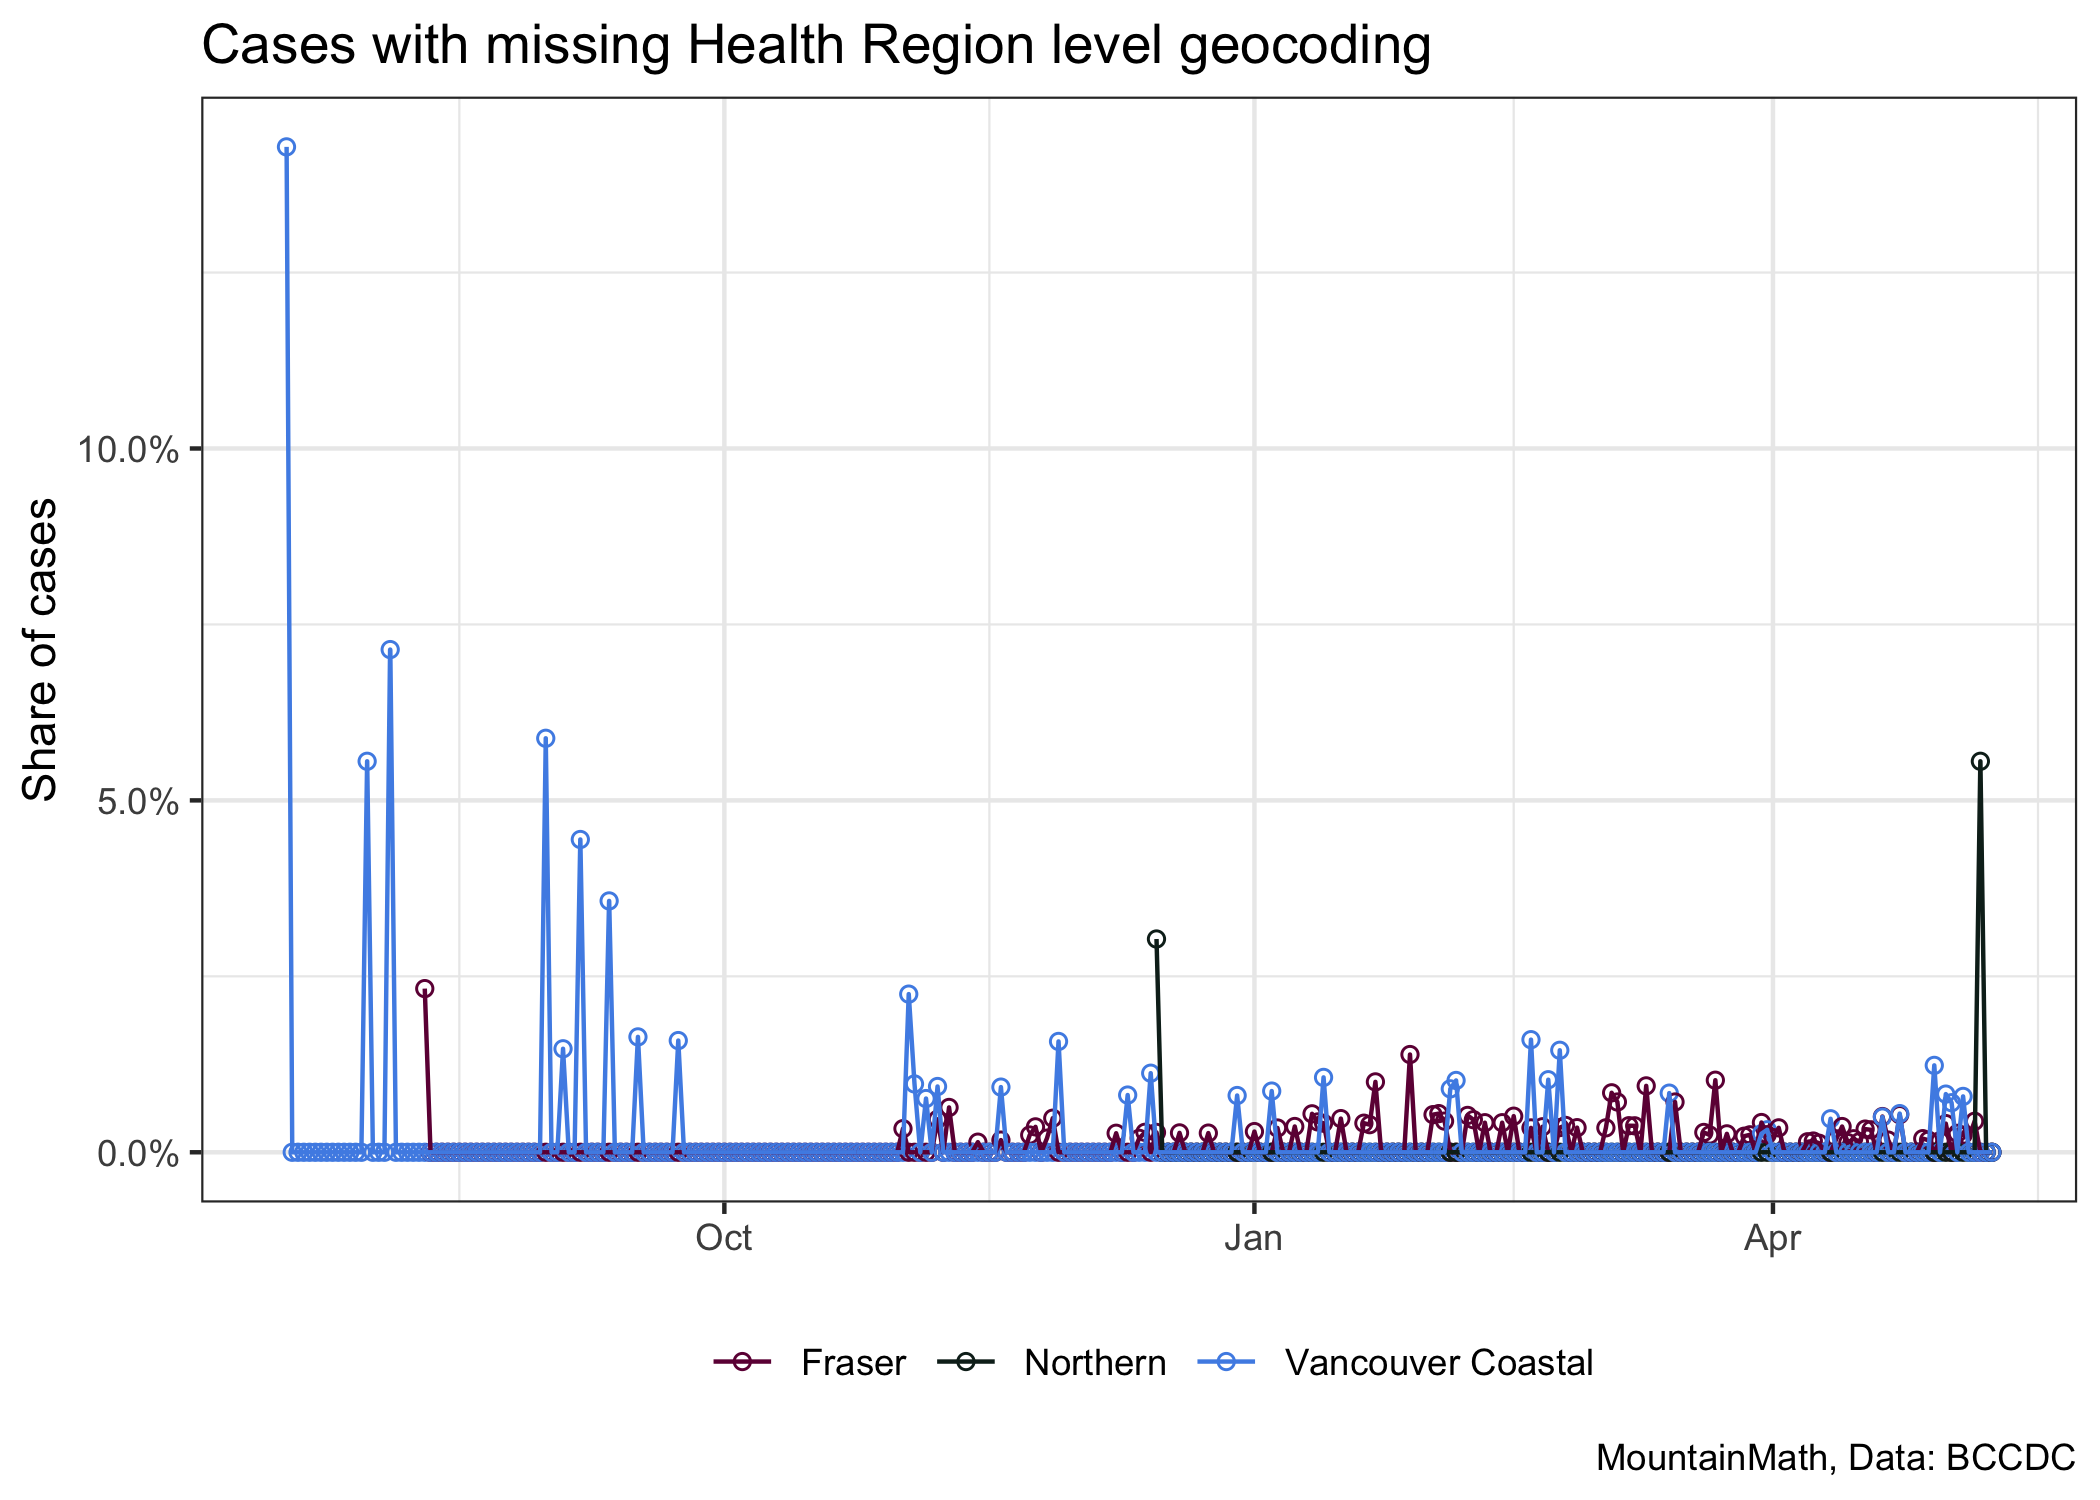 Cases with missing Health Region level geocoding
Share of cases
10.0%
5.0%
0.0%
Oct
Jan
Apr
Fraser
Northern
Vancouver Coastal
MountainMath, Data: BCCDC